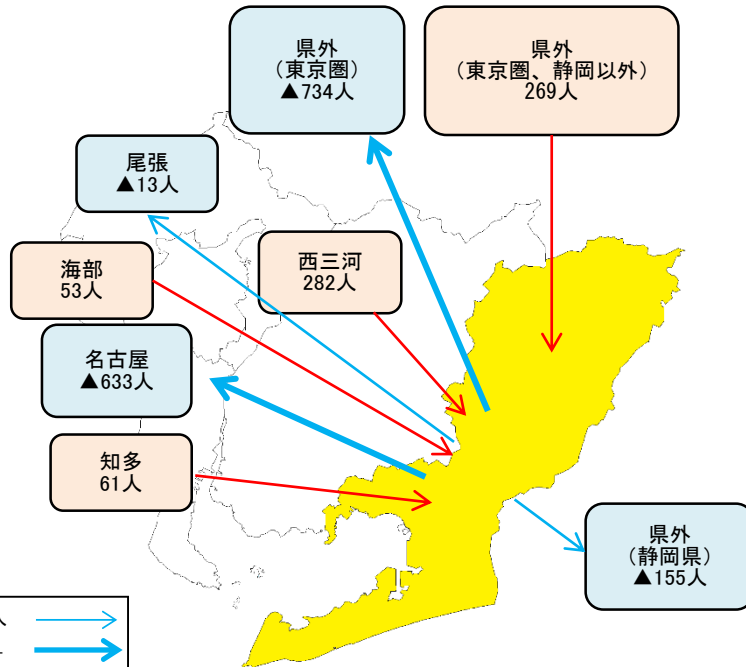 県外
（東京圏）
▲734人
県外
（東京圏、静岡以外）
269人
尾張
▲13人
海部
53人
西三河
282人
名古屋
▲633人
知多
61人
県外
（静岡県）
▲155人
人